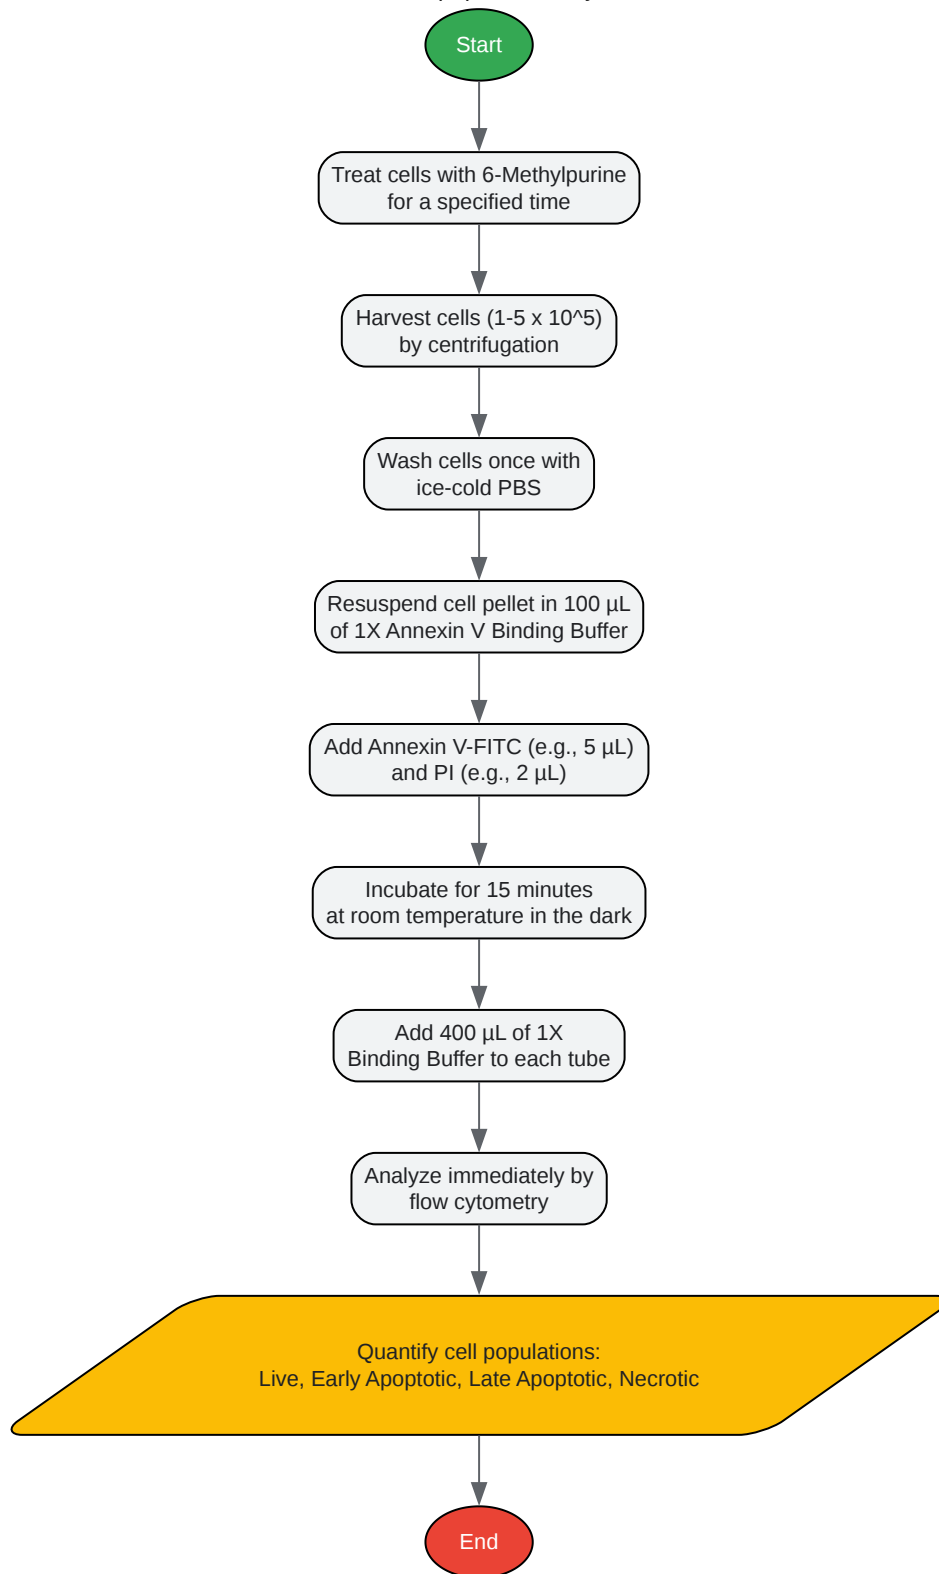 Start
Treat cells with 6-Methylpurine
for a specified time
Harvest cells (1-5 x 10^5)
by centrifugation
Wash cells once with
ice-cold PBS
Resuspend cell pellet in 100 µL
of 1X Annexin V Binding Buffer
Add Annexin V-FITC (e.g., 5 µL)
and PI (e.g., 2 µL)
Incubate for 15 minutes
at room temperature in the dark
Add 400 µL of 1X
Binding Buffer to each tube
Analyze immediately by
flow cytometry
Quantify cell populations:
Live, Early Apoptotic, Late Apoptotic, Necrotic
End